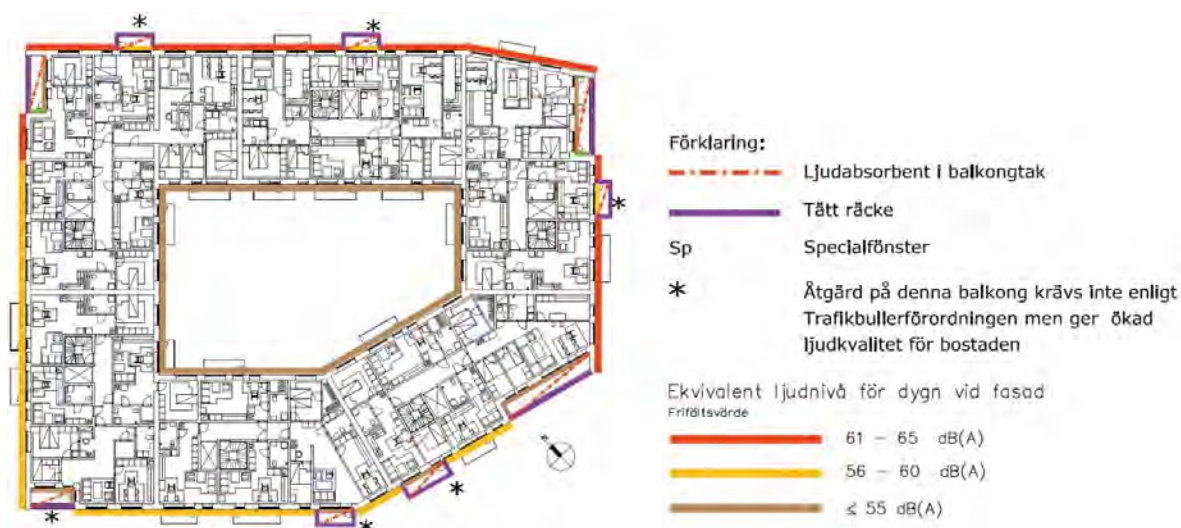 *
*
Förklaring:
Ljudabsorbent i balkongtak
Tätt räcke
Sp Specialfönster
*
* Åtgärd på denna balkong krävs inte enligt
Trafikbullerförordningen men ger ökad
ljudkvalitet för bostaden
Ekvivalent ljudnivå för dygn vid fasad
Frifältsvärde
61 – 65 dB(A)
56 – 60 dB(A)
≤ 55 dB(A)
*
*
*